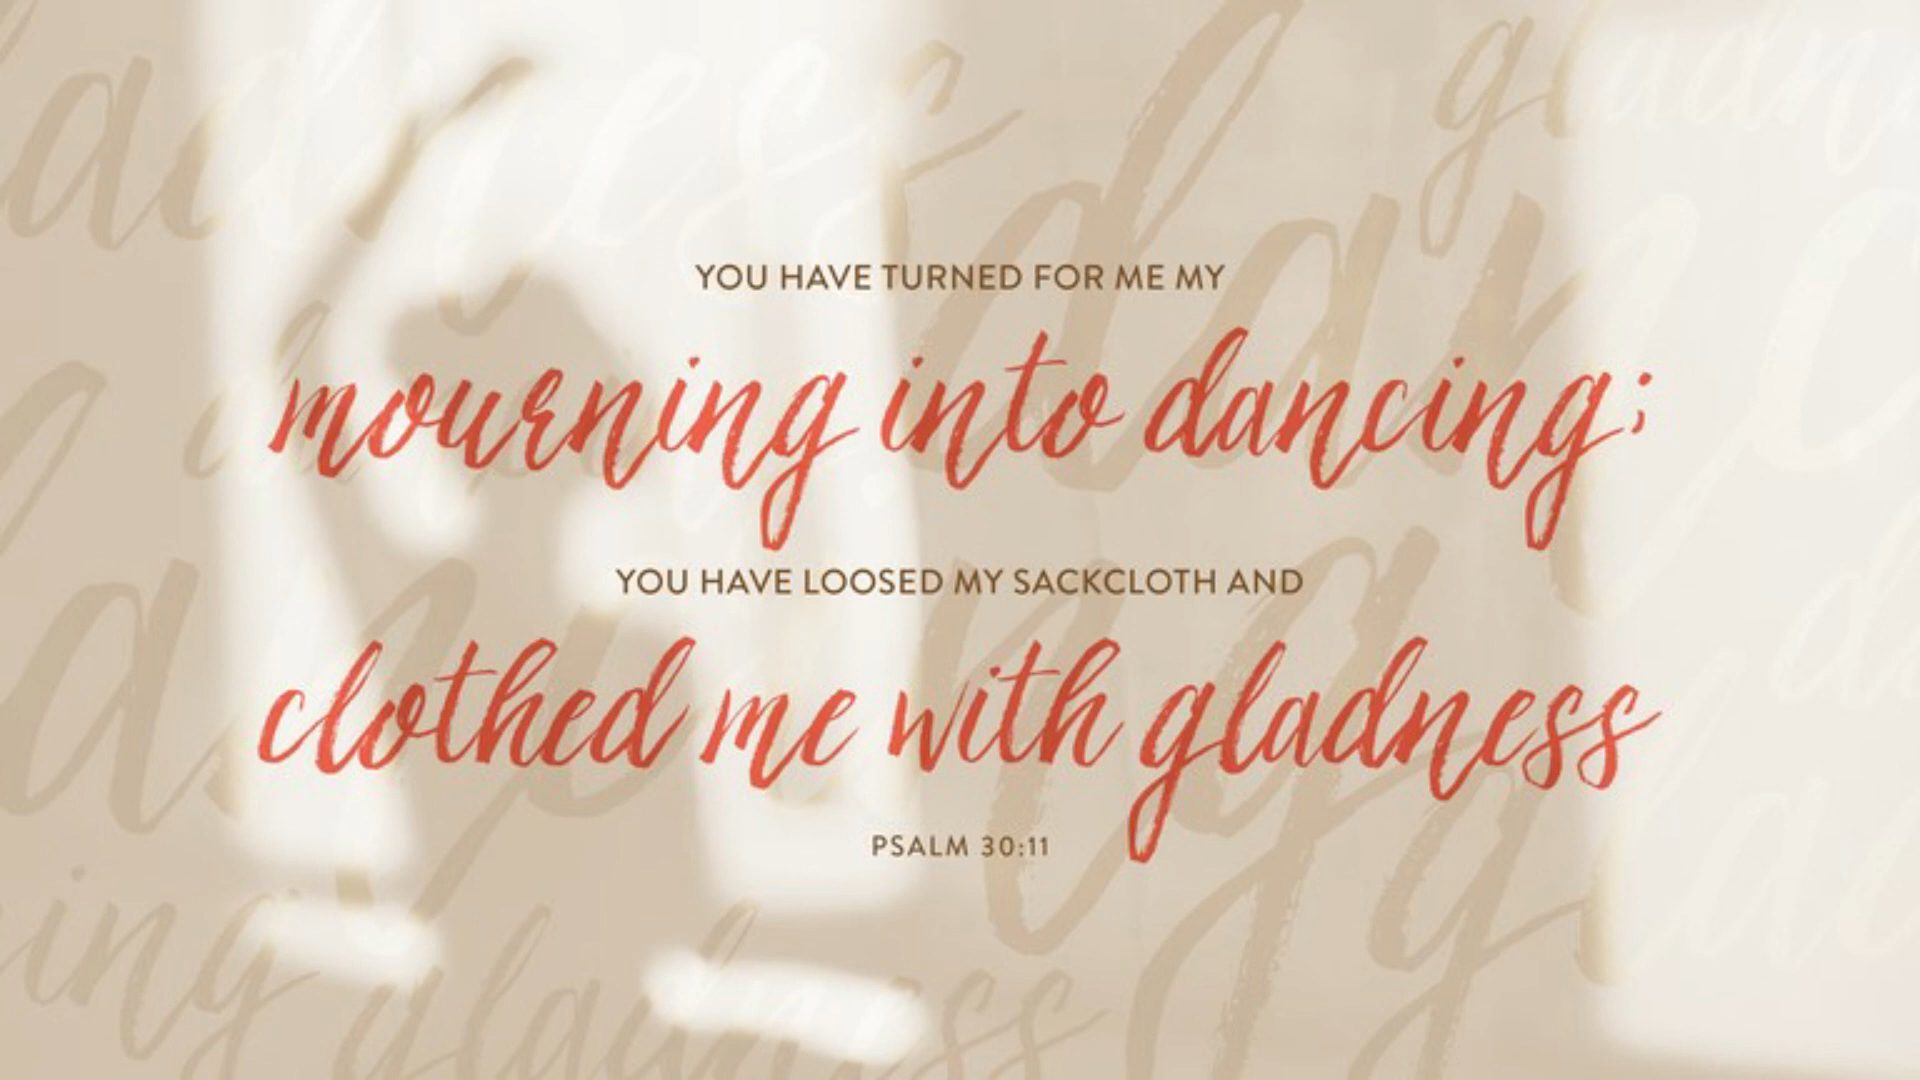 YOU HAVE TURNED FOR ME MY
mourning into dancing;
YOU HAVE LOOSED MY SACKCLOTH AND
clothed me with gladness
PSALM 30:11